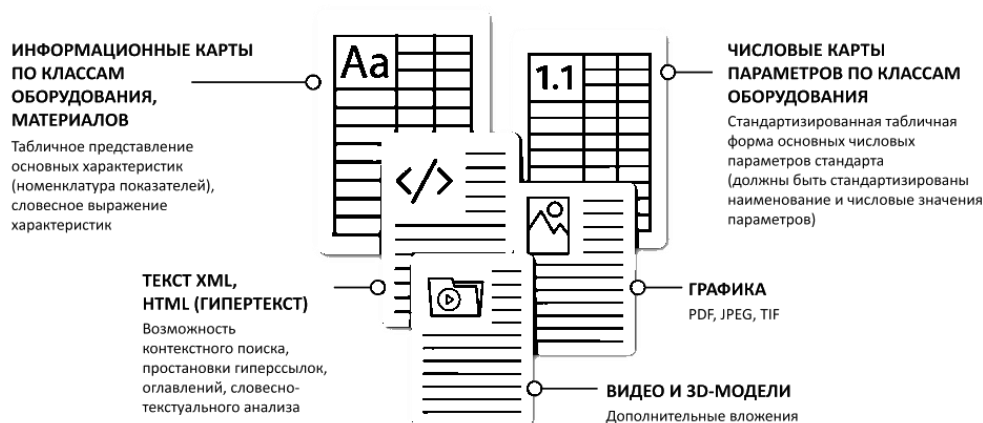 ИНФОРМАЦИОННЫЕ КАРТЫ
ПО КЛАССАМ
ОБОРУДОВАНИЯ,
МАТЕРИАЛОВ
Табличное представление
основных характеристик
(номенклатура показателей),
словесное выражение
характеристик
Aa
1.1
ЧИСЛОВЫЕ КАРТЫ
ПАРАМЕТРОВ ПО КЛАССАМ
ОБОРУДОВАНИЯ
Стандартизированная табличная
форма основных числовых
параметров стандарта
(должны быть стандартизированы
наименование и числовые значения
параметров)
</>
ТЕКСТ XML,
HTML (ГИПЕРТЕКСТ)
Возможность
контекстного поиска,
простановки гиперссылок,
оглавлений, словесно-
текстуального анализа
ГРАФИКА
PDF, JPEG, TIF
ВИДЕО И 3D-МОДЕЛИ
Дополнительные вложения